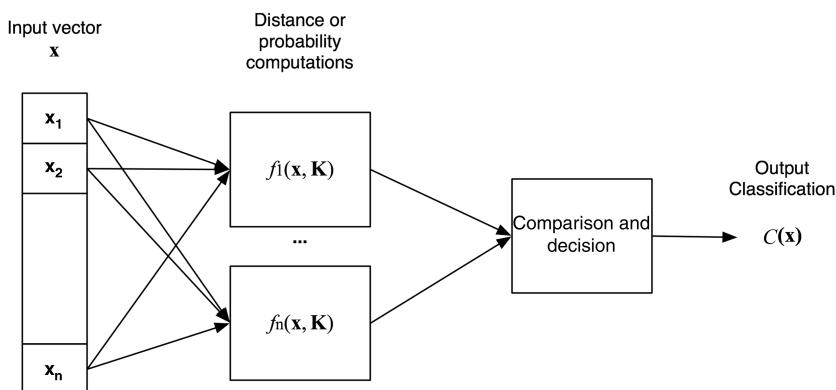 Input vector
x
x1
x2
xn
Distance or
probability
computations
f1(x, K)
...
fn(x, K)
Comparison and
decision
Output
Classification
C(x)